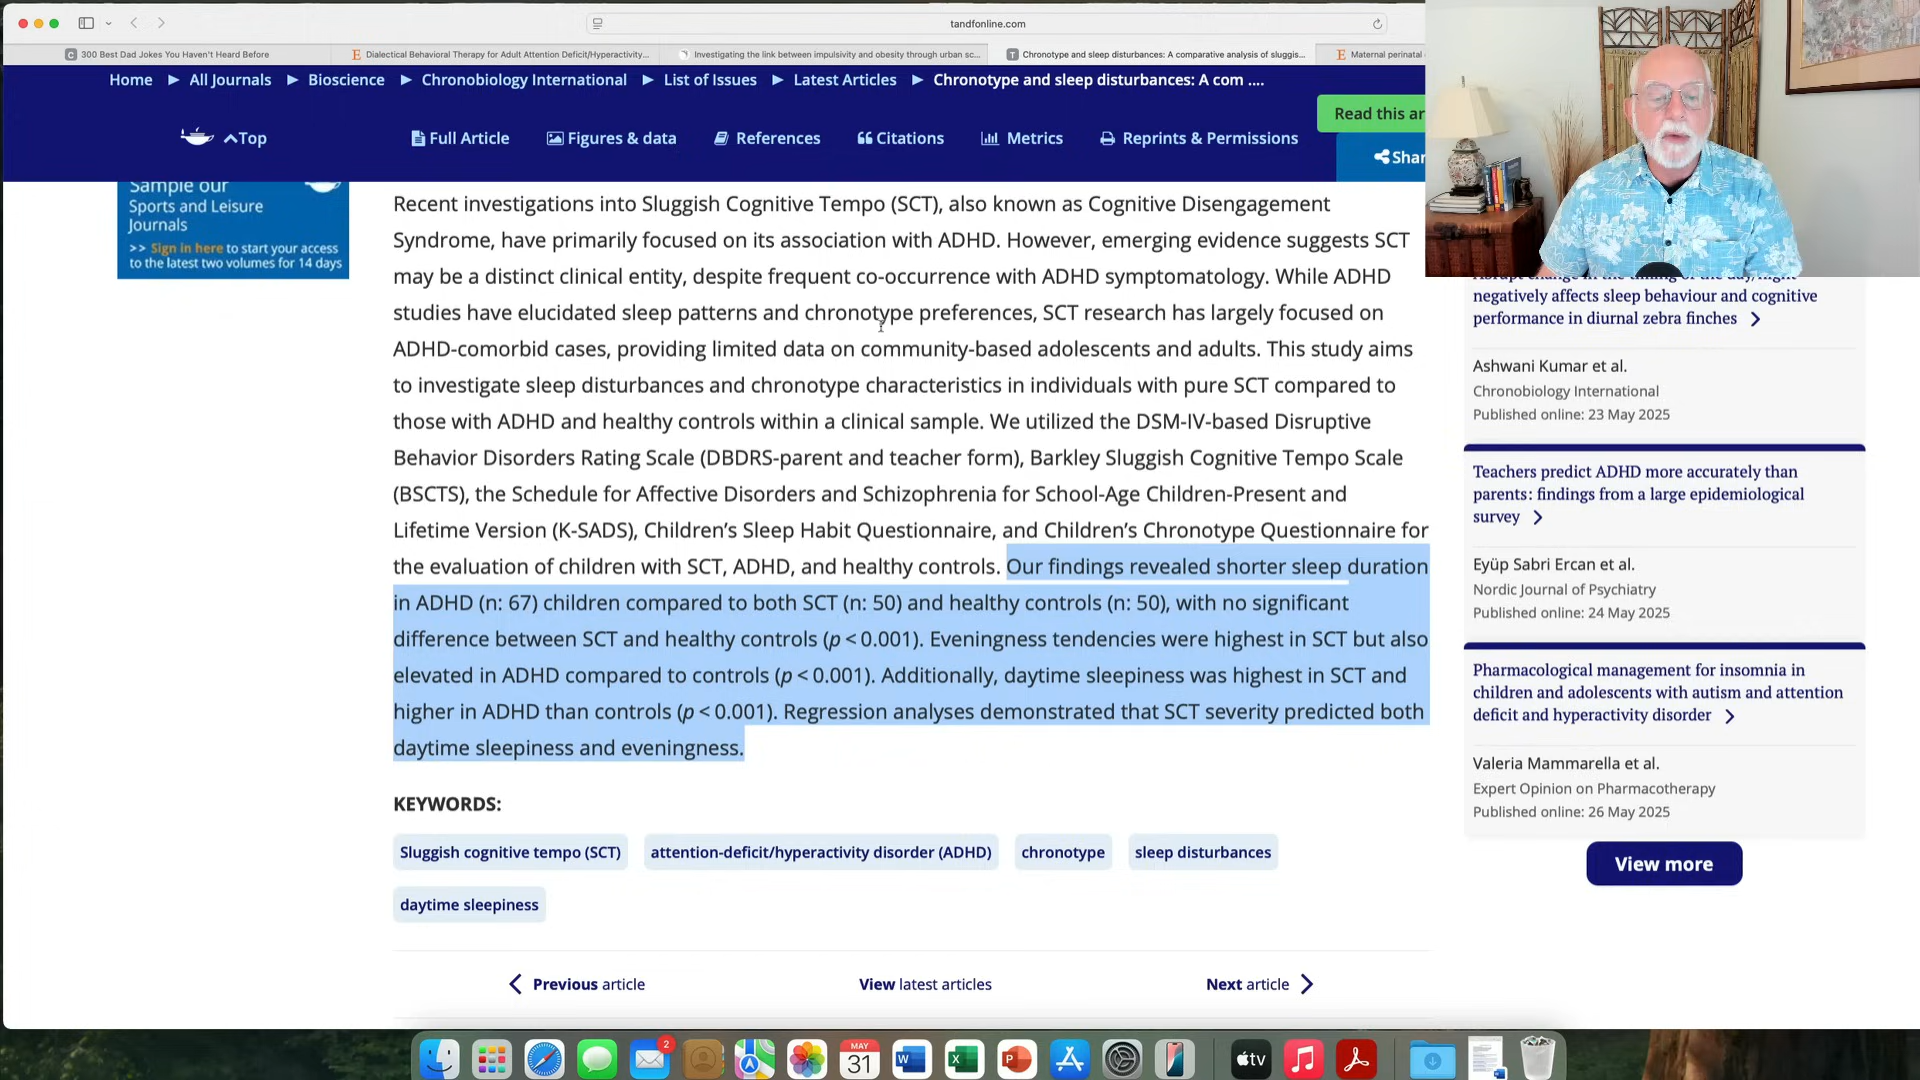 tandfonline.com
300 Best Dad Jokes You Haven't Heard Before
Dialectical Behavioral Therapy for Adult Attention Deficit/Hyperactivity...
Investigating the link between impulsivity and obesity through urban sc...
Chronotype and sleep disturbances: A comparative analysis of sluggis...
Maternal perinatal
Home ▶ All Journals ▶ Bioscience ▶ Chronobiology International ▶ List of Issues ▶ Latest Articles ▶ Chronotype and sleep disturbances: A com ....
Read this ar
Top
Full Article
Figures & data
References
Citations
Metrics
Reprints & Permissions
Shar
Sample our
Sports and Leisure
Journals
>> Sign in here to start your access
to the latest two volumes for 14 days
Recent investigations into Sluggish Cognitive Tempo (SCT), also known as Cognitive Disengagement
Syndrome, have primarily focused on its association with ADHD. However, emerging evidence suggests SCT
may be a distinct clinical entity, despite frequent co-occurrence with ADHD symptomatology. While ADHD
studies have elucidated sleep patterns and chronotype preferences, SCT research has largely focused on
ADHD-comorbid cases, providing limited data on community-based adolescents and adults. This study aims
to investigate sleep disturbances and chronotype characteristics in individuals with pure SCT compared to
those with ADHD and healthy controls within a clinical sample. We utilized the DSM-IV-based Disruptive
Behavior Disorders Rating Scale (DBDRS-parent and teacher form), Barkley Sluggish Cognitive Tempo Scale
(BSCTS), the Schedule for Affective Disorders and Schizophrenia for School-Age Children-Present and
Lifetime Version (K-SADS), Children's Sleep Habit Questionnaire, and Children's Chronotype Questionnaire for
the evaluation of children with SCT, ADHD, and healthy controls. Our findings revealed shorter sleep duration
in ADHD (n: 67) children compared to both SCT (n: 50) and healthy controls (n: 50), with no significant
difference between SCT and healthy controls (p < 0.001). Eveningness tendencies were highest in SCT but also
elevated in ADHD compared to controls (p < 0.001). Additionally, daytime sleepiness was highest in SCT and
higher in ADHD than controls (p < 0.001). Regression analyses demonstrated that SCT severity predicted both
daytime sleepiness and eveningness.
KEYWORDS:
Sluggish cognitive tempo (SCT)
attention-deficit/hyperactivity disorder (ADHD)
chronotype
sleep disturbances
daytime sleepiness
Previous article
View latest articles
Next article
negatively affects sleep behaviour and cognitive
performance in diurnal zebra finches
Ashwani Kumar et al.
Chronobiology International
Published online: 23 May 2025
Teachers predict ADHD more accurately than
parents: findings from a large epidemiological
survey
Eyüp Sabri Ercan et al.
Nordic Journal of Psychiatry
Published online: 24 May 2025
Pharmacological management for insomnia in
children and adolescents with autism and attention
deficit and hyperactivity disorder
Valeria Mammarella et al.
Expert Opinion on Pharmacotherapy
Published online: 26 May 2025
View more
2
MAY
31
W
X
P
tv